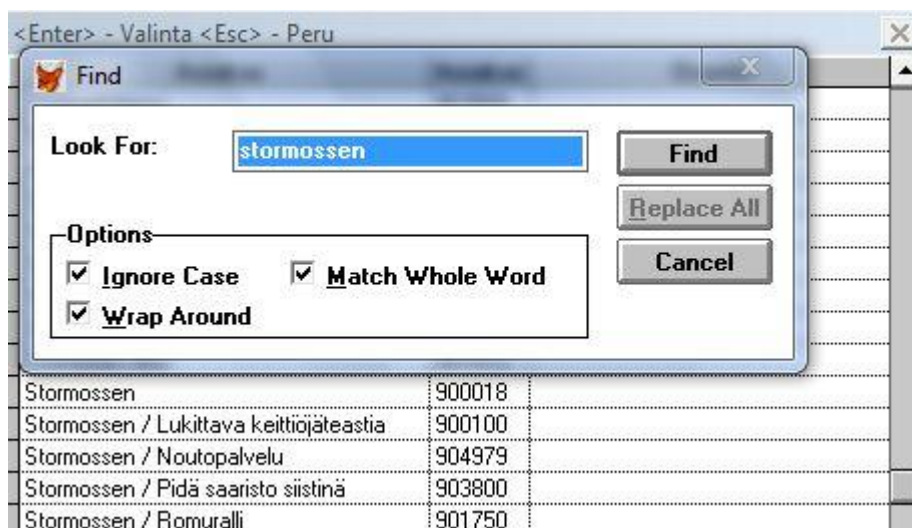 <Enter> - Valinta <Esc> - Peru
Find
Look For:
stormossen
Find
Replace All
Cancel
Options
Ignore Case
Match Whole Word
Wrap Around
Stormossen 900018
Stormossen / Lukittava keittiöjäteastia 900100
Stormossen / Noutopalvelu 904979
Stormossen / Pidä saaristo siistinä 903800
Stormossen / Romuralli 901750